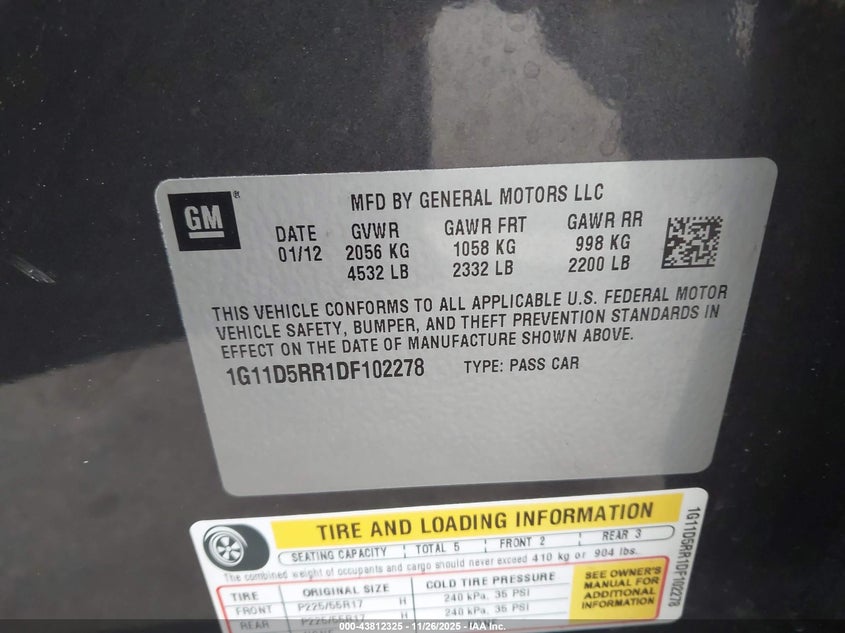 GM®
MFD BY GENERAL MOTORS LLC
DATE GVWR GAWR FRT GAWR RR
01/12 2056 KG 1058 KG 998 KG
4532 LB 2332 LB 2200 LB
THIS VEHICLE CONFORMS TO ALL APPLICABLE U.S. FEDERAL MOTOR
VEHICLE SAFETY, BUMPER, AND THEFT PREVENTION STANDARDS IN
EFFECT ON THE DATE OF MANUFACTURE SHOWN ABOVE.
1G11D5RR1DF102278 TYPE: PASS CAR
TIRE AND LOADING INFORMATION
SEATING CAPACITY TOTAL 5 FRONT 2 REAR 3
The combined weight of occupants and cargo should never exceed 410 kg or 904 lbs.
TIRE ORIGINAL SIZE COLD TIRE PRESSURE
FRONT P225/55R17 H 240 kPa, 35 PSI
REAR P225/55R17 H 240 kPa, 35 PSI
SEE OWNER'S
MANUAL FOR
ADDITIONAL
INFORMATION
1G11D5RR1DF102278
000-43812325 - 11/26/2025 - IAA Inc.